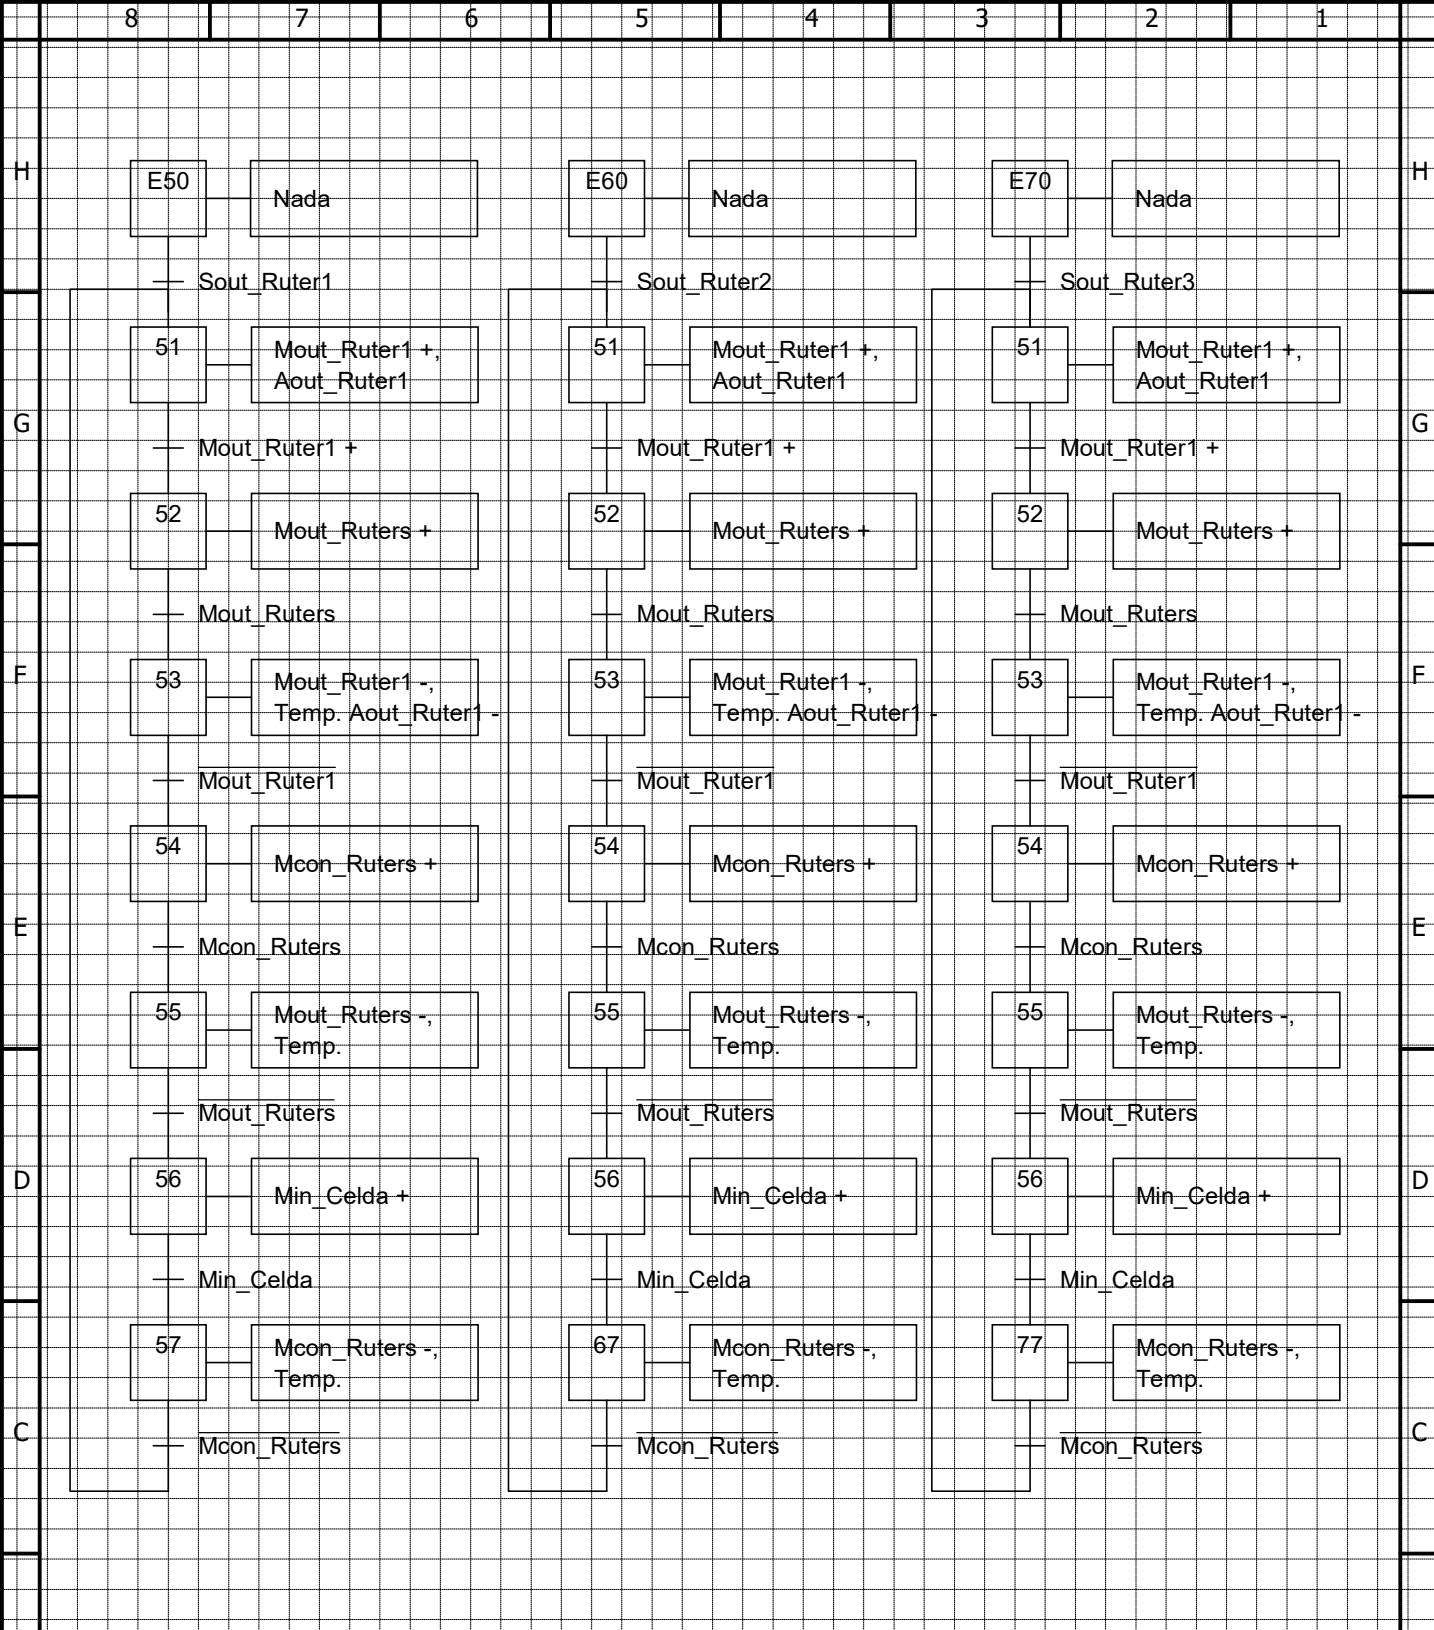 8 7 6 5 4 3 2 1
H H
E50 Nada E60 Nada E70 Nada
Sout_Ruter1 Sout_Ruter2 Sout_Ruter3
51 Mout_Ruter1 +, 51 Mout_Ruter1 +, 51 Mout_Ruter1 +,
Aout_Ruter1 Aout_Ruter1 Aout_Ruter1
G G
Mout_Ruter1 + Mout_Ruter1 + Mout_Ruter1 +
52 Mout_Ruters + 52 Mout_Ruters + 52 Mout_Ruters +
Mout_Ruters Mout_Ruters Mout_Ruters
F F
53 Mout_Ruter1 -, 53 Mout_Ruter1 -, 53 Mout_Ruter1 -,
Temp. Aout_Ruter1 - Temp. Aout_Ruter1 - Temp. Aout_Ruter1 -
Mout_Ruter1 Mout_Ruter1 Mout_Ruter1
54 Mcon_Ruters + 54 Mcon_Ruters + 54 Mcon_Ruters +
E E
Mcon_Ruters Mcon_Ruters Mcon_Ruters
55 Mout_Ruters -, 55 Mout_Ruters -, 55 Mout_Ruters -,
Temp. Temp. Temp.
Mout_Ruters Mout_Ruters Mout_Ruters
D D
56 Min_Celda + 56 Min_Celda + 56 Min_Celda +
Min_Celda Min_Celda Min_Celda
57 Mcon_Ruters -, 67 Mcon_Ruters -, 77 Mcon_Ruters -,
Temp. Temp. Temp.
C C
Mcon_Ruters Mcon_Ruters Mcon_Ruters